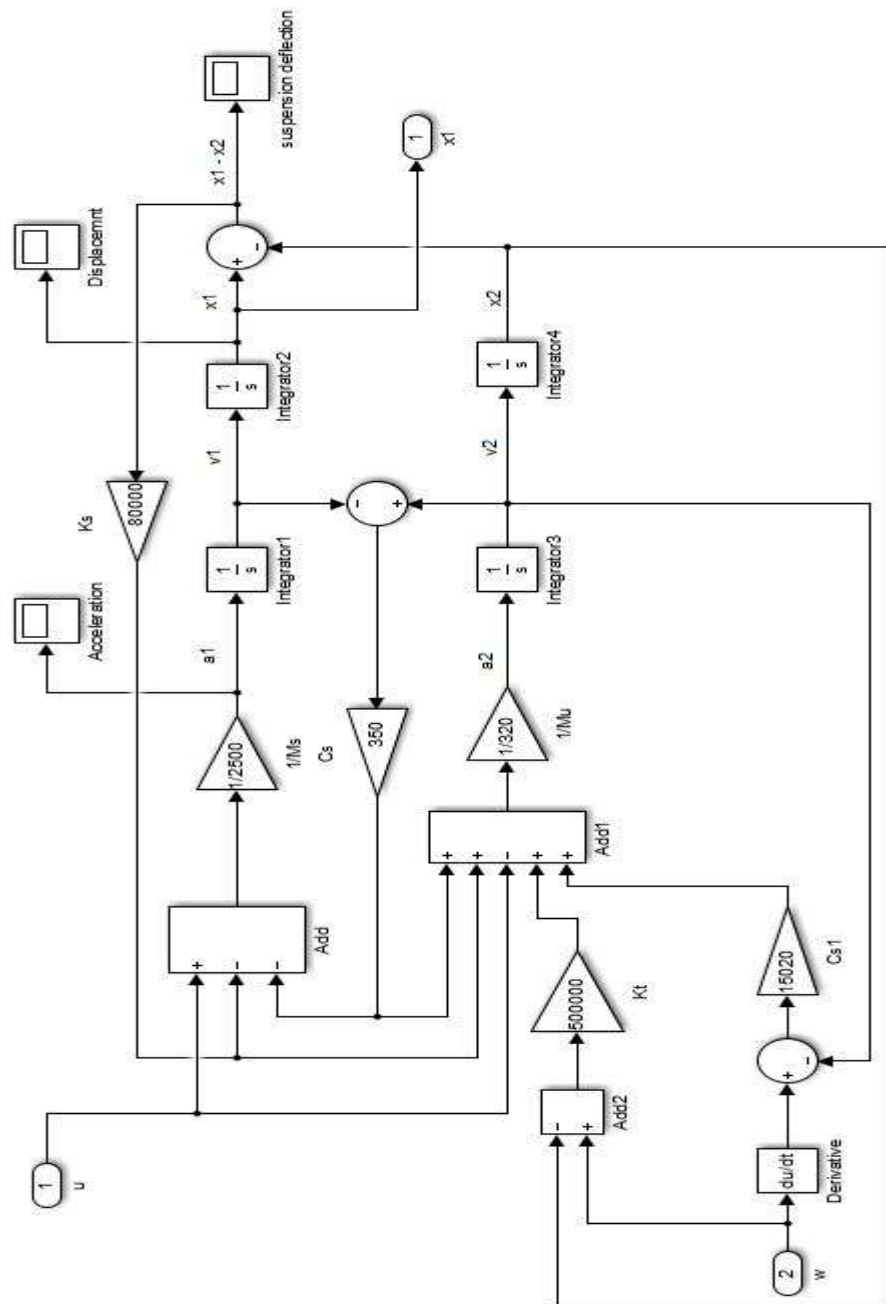 1
u
Acceleration
Displacemnt
Ks
80000
+
-
-
Add
1/2500
1/Ms
a1
1
s
Integrator1
v1
1
s
Integrator2
x1
+
-
x1 - x2
suspension deflection
Cs
350
-
+
1
x1
+
+
-
+
+
Add1
1/320
1/Mu
a2
1
s
Integrator3
v2
1
s
Integrator4
x2
-
+
Add2
500000
Kt
2
w
du/dt
Derivative
+
-
15020
Cs1